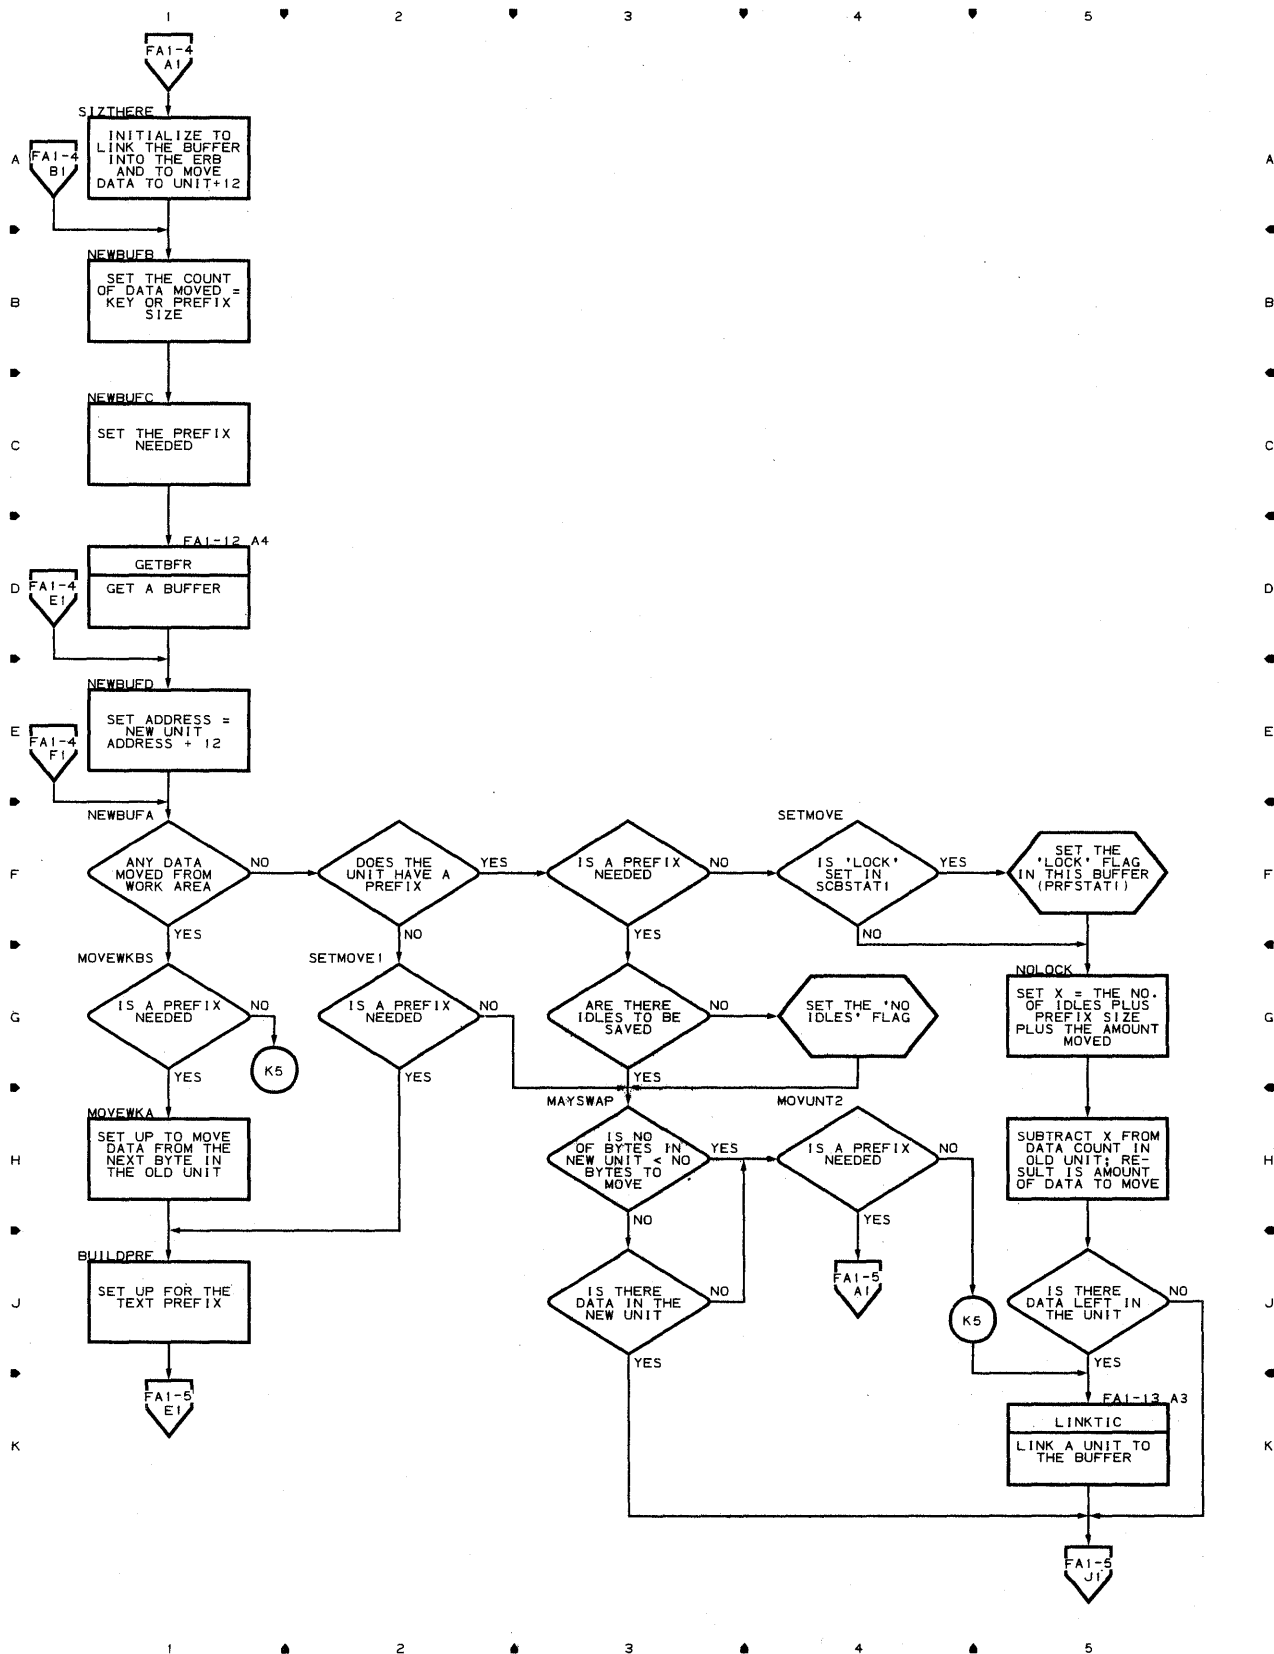 1 2 3 4 5
FA1-4
A1
SIZTHERE
INITIALIZE TO
LINK THE BUFFER
INTO THE ERB
AND TO MOVE
DATA TO UNIT+12
A
FA1-4
B1
A
NEWBUFB
SET THE COUNT
OF DATA MOVED =
KEY OR PREFIX
SIZE
B
B
NEWBUFC
SET THE PREFIX
NEEDED
C
C
FA1-12 A4
GETBFR
GET A BUFFER
D
FA1-4
E1
D
NEWBUFD
SET ADDRESS =
NEW UNIT
ADDRESS + 12
E
FA1-4
F1
E
NEWBUFA
ANY DATA
MOVED FROM
WORK AREA
NO
YES
DOES THE
UNIT HAVE A
PREFIX
YES
NO
IS A PREFIX
NEEDED
NO
YES
SETMOVE
IS 'LOCK'
SET IN
SCBSTAT1
YES
NO
SET THE
'LOCK' FLAG
IN THIS BUFFER
(PRFSTAT1)
F
F
MOVEWKBS
IS A PREFIX
NEEDED
NO
YES
K5
SETMOVE1
IS A PREFIX
NEEDED
NO
YES
ARE THERE
IDLES TO BE
SAVED
NO
YES
SET THE 'NO
IDLES' FLAG
NOLOCK
SET X = THE NO.
OF IDLES PLUS
PREFIX SIZE
PLUS THE AMOUNT
MOVED
G
G
MOVEWKA
SET UP TO MOVE
DATA FROM THE
NEXT BYTE IN
THE OLD UNIT
MAYSWAP
IS NO
OF BYTES IN
NEW UNIT < NO
BYTES TO
MOVE
YES
NO
MOVUNT2
IS A PREFIX
NEEDED
NO
YES
SUBTRACT X FROM
DATA COUNT IN
OLD UNIT; RE-
SULT IS AMOUNT
OF DATA TO MOVE
H
H
BUILDPRF
SET UP FOR THE
TEXT PREFIX
IS THERE
DATA IN THE
NEW UNIT
NO
YES
FA1-5
A1
K5
IS THERE
DATA LEFT IN
THE UNIT
NO
YES
J
J
FA1-5
E1
FA1-13 A3
LINKTIC
LINK A UNIT TO
THE BUFFER
K
K
FA1-5
J1
1 2 3 4 5